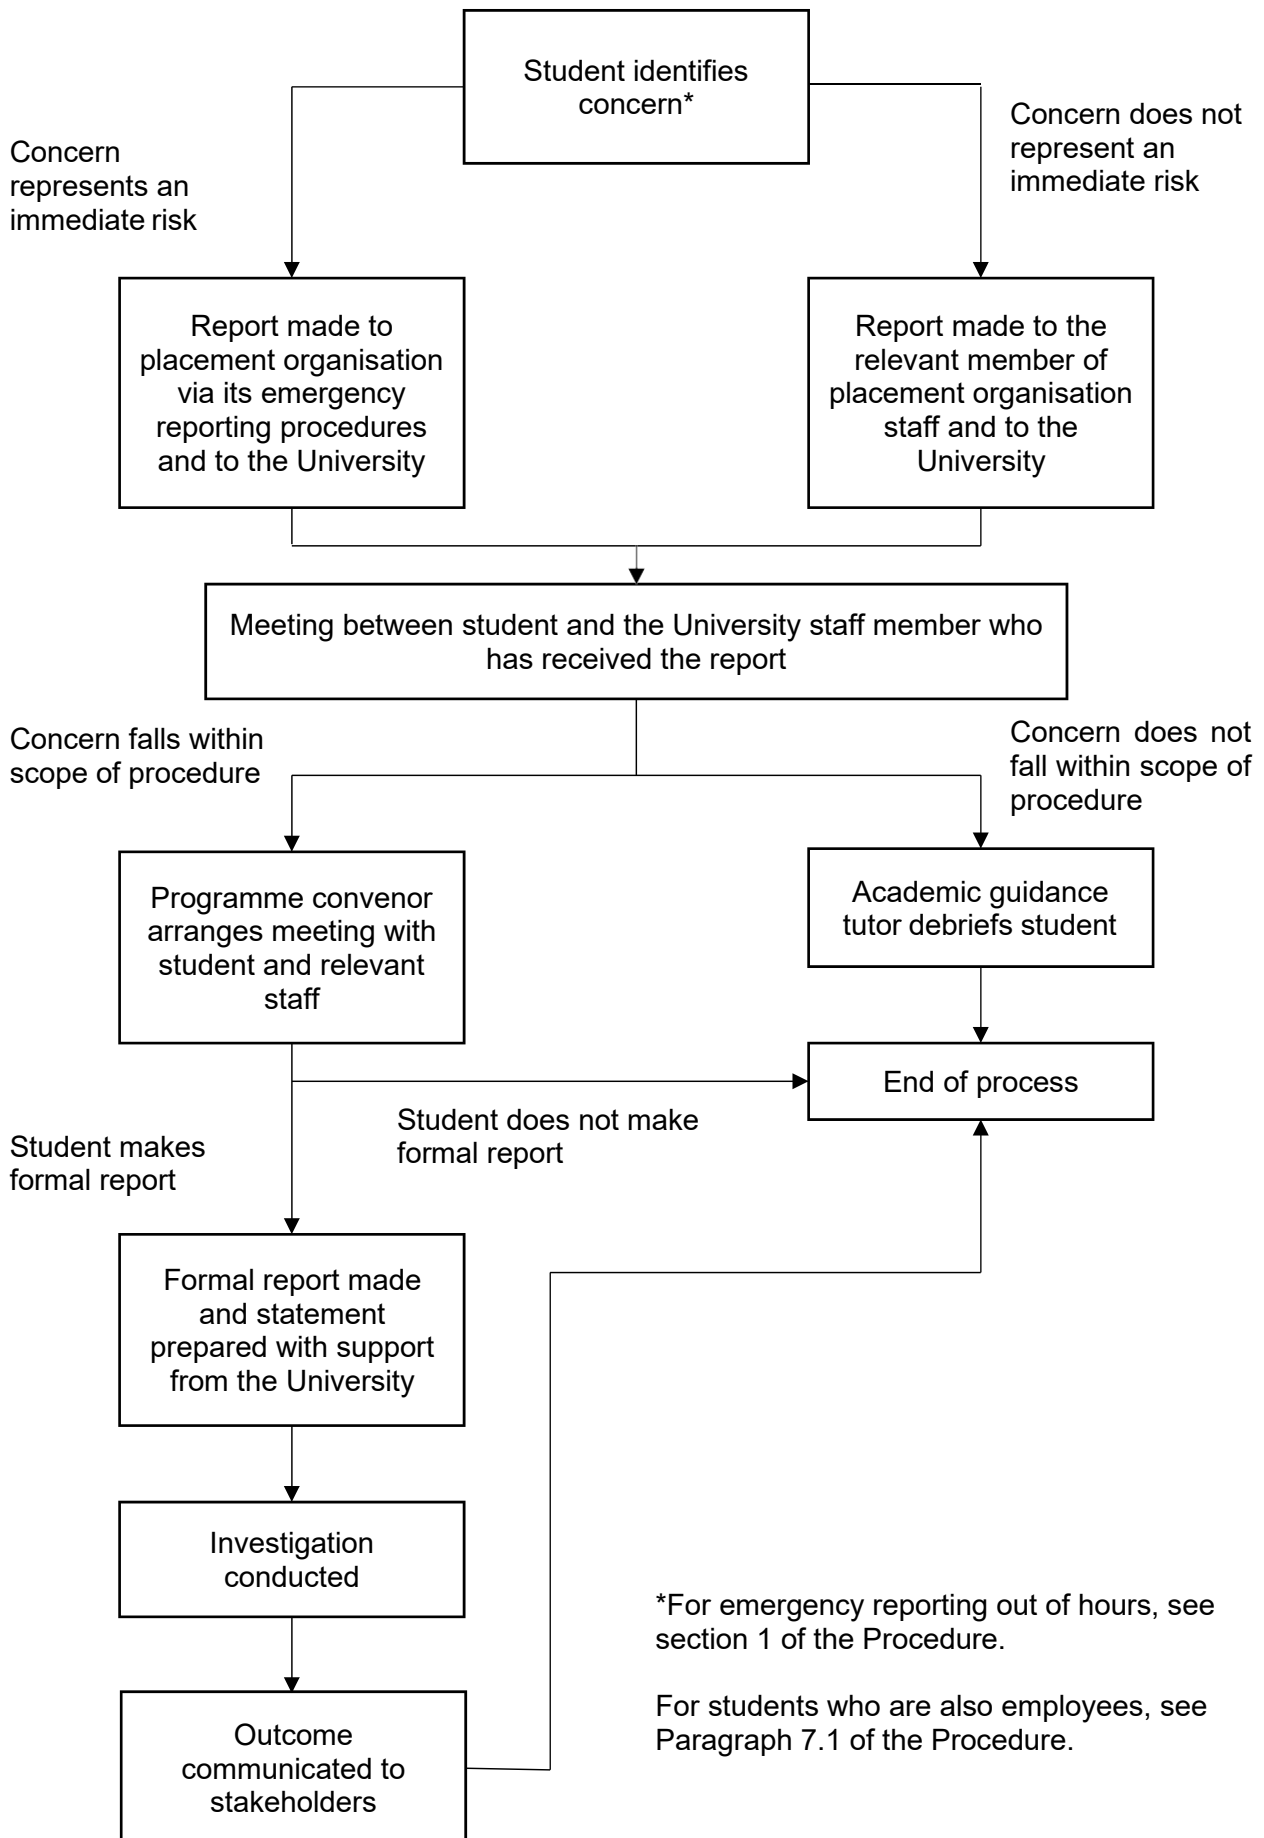 Student identifies
concern*
Concern
represents an
immediate risk
Concern does not
represent an
immediate risk
Report made to
placement organisation
via its emergency
reporting procedures
and to the University
Report made to the
relevant member of
placement organisation
staff and to the
University
Meeting between student and the University staff member who
has received the report
Concern falls within
scope of procedure
Concern does not
fall within scope of
procedure
Programme convenor
arranges meeting with
student and relevant
staff
Academic guidance
tutor debriefs student
End of process
Student does not make
formal report
Student makes
formal report
Formal report made
and statement
prepared with support
from the University
Investigation
conducted
Outcome
communicated to
stakeholders
*For emergency reporting out of hours, see
section 1 of the Procedure.
For students who are also employees, see
Paragraph 7.1 of the Procedure.